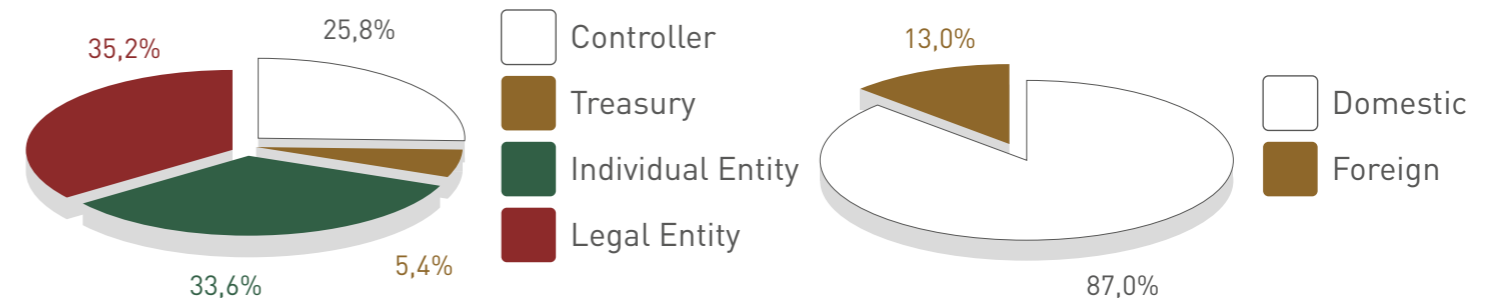 35,2%
25,8%
33,6%
5,4%
Controller
Treasury
Individual Entity
Legal Entity
13,0%
87,0%
Domestic
Foreign